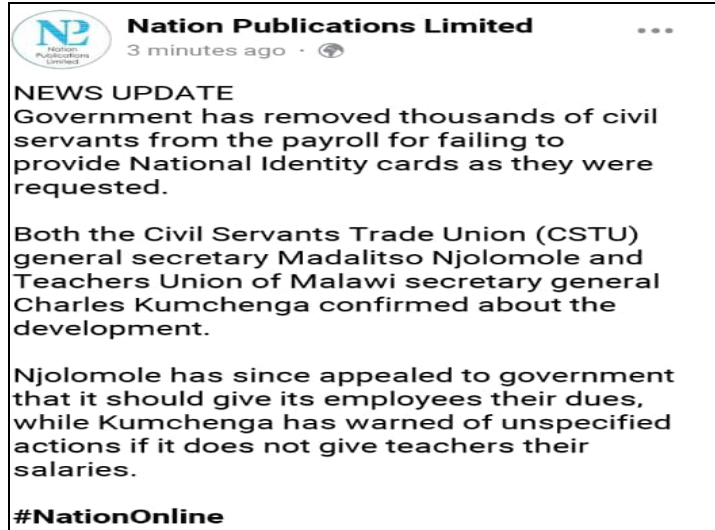 NP
Nation
Publications
Limited
Nation Publications Limited
3 minutes ago ·
NEWS UPDATE
Government has removed thousands of civil
servants from the payroll for failing to
provide National Identity cards as they were
requested.
Both the Civil Servants Trade Union (CSTU)
general secretary Madalitso Njolomole and
Teachers Union of Malawi secretary general
Charles Kumchenga confirmed about the
development.
Njolomole has since appealed to government
that it should give its employees their dues,
while Kumchenga has warned of unspecified
actions if it does not give teachers their
salaries.
#NationOnline